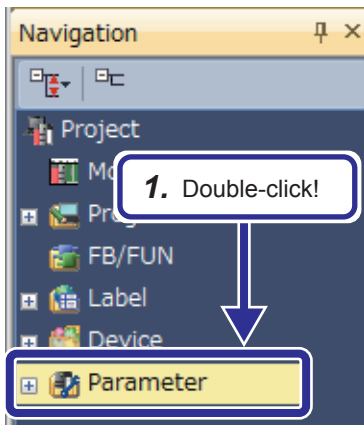 Navigation
Project
Mo
1. Double-click!
Prog
FB/FUN
Label
Device
Parameter